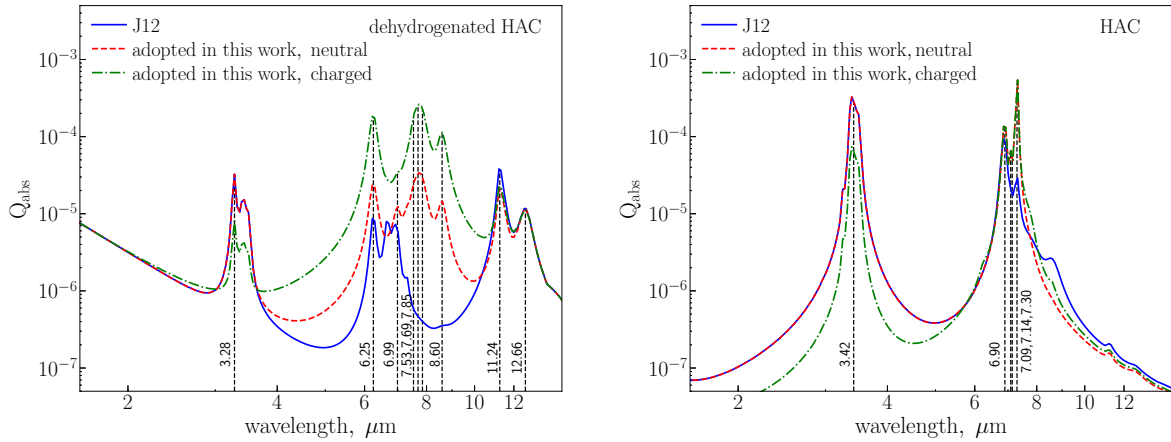 J12
adopted in this work, neutral
adopted in this work, charged
dehydrogenated HAC
10⁻³
10⁻⁴
10⁻⁵
10⁻⁶
10⁻⁷
Q_abs
3.28
6.25
6.99
7.53,7.69,7.85
8.60
11.24
12.66
2
4
6
8
10
12
wavelength, μm
J12
adopted in this work, neutral
adopted in this work, charged
HAC
10⁻³
10⁻⁴
10⁻⁵
10⁻⁶
10⁻⁷
Q_abs
3.42
6.90
7.09,7.14,7.30
2
4
6
8
10
12
wavelength, μm